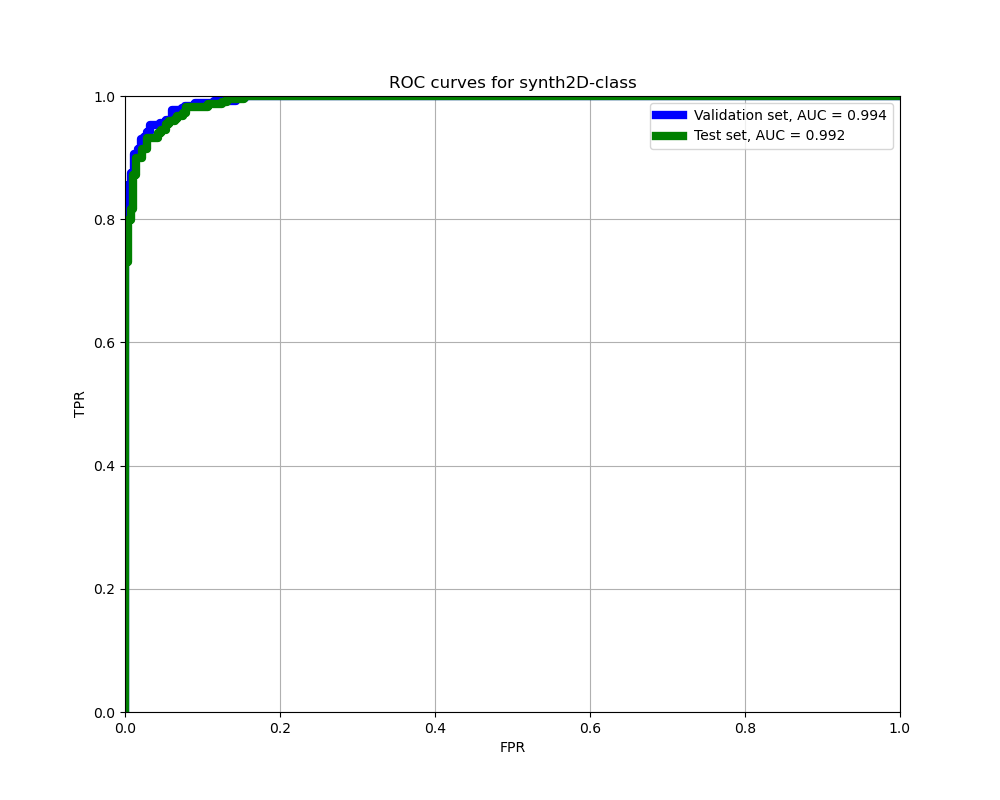 ROC curves for synth2D-class
1.0
Validation set, AUC = 0.994
Test set, AUC = 0.992
0.8
0.6
TPR
0.4
0.2
0.0
0.0 0.2 0.4 0.6 0.8 1.0
FPR